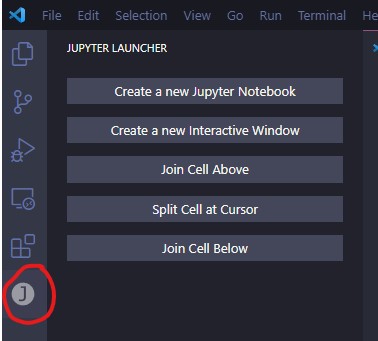 File Edit Selection View Go Run Terminal
JUPYTER LAUNCHER
Create a new Jupyter Notebook
Create a new Interactive Window
Join Cell Above
Split Cell at Cursor
Join Cell Below
J